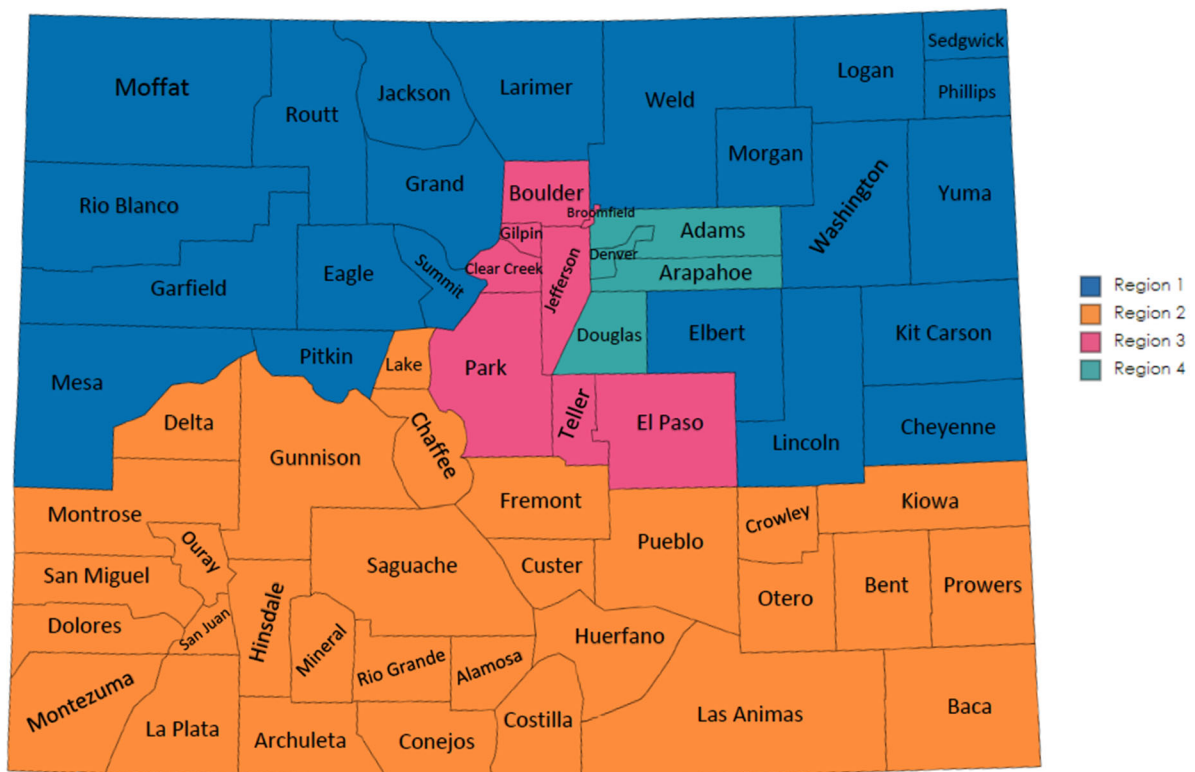 Sedgwick
Logan
Moffat
Larimer
Jackson
Phillips
Weld
Routt
Morgan
Grand
Boulder
Yuma
Rio Blanco
Washington
Broomfield
Gilpin
Adams
Denver
Clear Creek
Jefferson
Arapahoe
Eagle
Summit
Garfield
Region 1
Region 2
Region 3
Region 4
Douglas
Elbert
Kit Carson
Pitkin
Lake
Park
Mesa
Teller
Delta
El Paso
Cheyenne
Chaffee
Lincoln
Gunnison
Fremont
Kiowa
Montrose
Crowley
Pueblo
Ouray
Saguache
Custer
San Miguel
Bent
Prowers
Otero
Hinsdale
Dolores
San Juan
Huerfano
Mineral
Rio Grande
Alamosa
Montezuma
Baca
Las Animas
Costilla
La Plata
Archuleta
Conejos